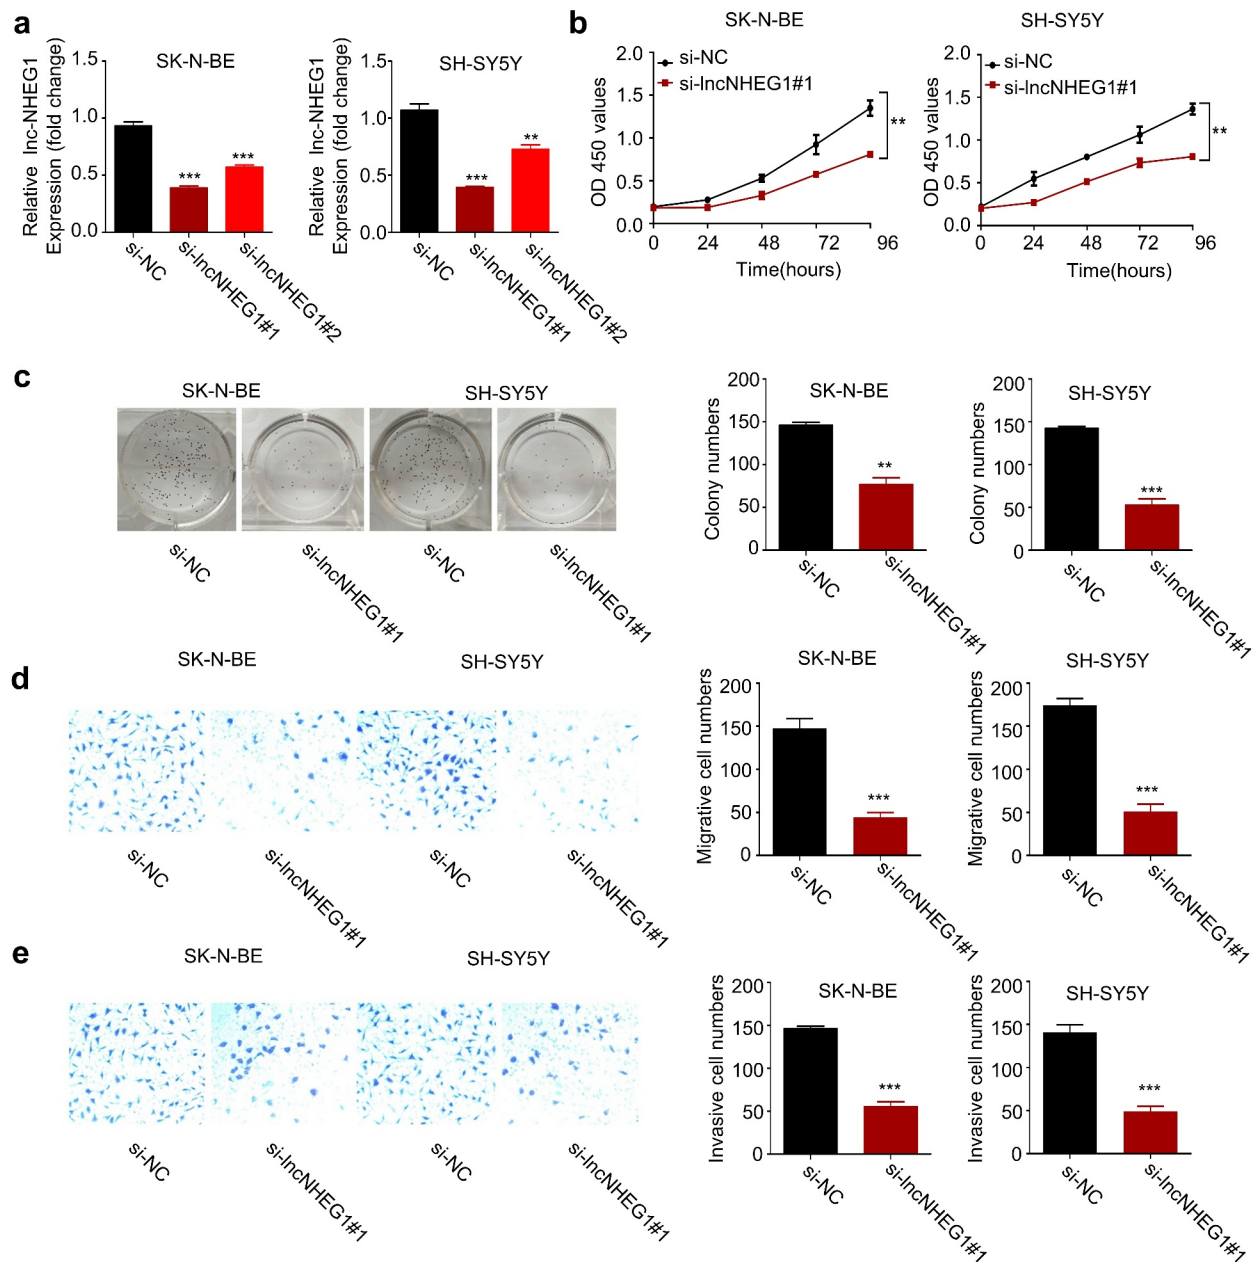 a
SK-N-BE
Relative lnc-NHEG1
Expression (fold change)
1.5
1.0
0.5
0.0
***
***
si-NC
si-lncNHEG1#1
si-lncNHEG1#2
SH-SY5Y
Relative lnc-NHEG1
Expression (fold change)
1.5
1.0
0.5
0.0
***
**
si-NC
si-lncNHEG1#1
si-lncNHEG1#2
b
SK-N-BE
OD 450 values
2.0
1.5
1.0
0.5
0.0
si-NC
si-lncNHEG1#1
**
0 24 48 72 96
Time(hours)
SH-SY5Y
OD 450 values
2.0
1.5
1.0
0.5
0.0
si-NC
si-lncNHEG1#1
**
0 24 48 72 96
Time(hours)
c
SK-N-BE
SH-SY5Y
si-NC
si-lncNHEG1#1
si-NC
si-lncNHEG1#1
SK-N-BE
Colony numbers
200
150
100
50
0
**
si-NC
si-lncNHEG1#1
SH-SY5Y
Colony numbers
200
150
100
50
0
***
si-NC
si-lncNHEG1#1
d
SK-N-BE
SH-SY5Y
si-NC
si-lncNHEG1#1
si-NC
si-lncNHEG1#1
SK-N-BE
Migrative cell numbers
200
150
100
50
0
***
si-NC
si-lncNHEG1#1
SH-SY5Y
Migrative cell numbers
200
150
100
50
0
***
si-NC
si-lncNHEG1#1
e
SK-N-BE
SH-SY5Y
si-NC
si-lncNHEG1#1
si-NC
si-lncNHEG1#1
SK-N-BE
Invasive cell numbers
200
150
100
50
0
***
si-NC
si-lncNHEG1#1
SH-SY5Y
Invasive cell numbers
200
150
100
50
0
***
si-NC
si-lncNHEG1#1